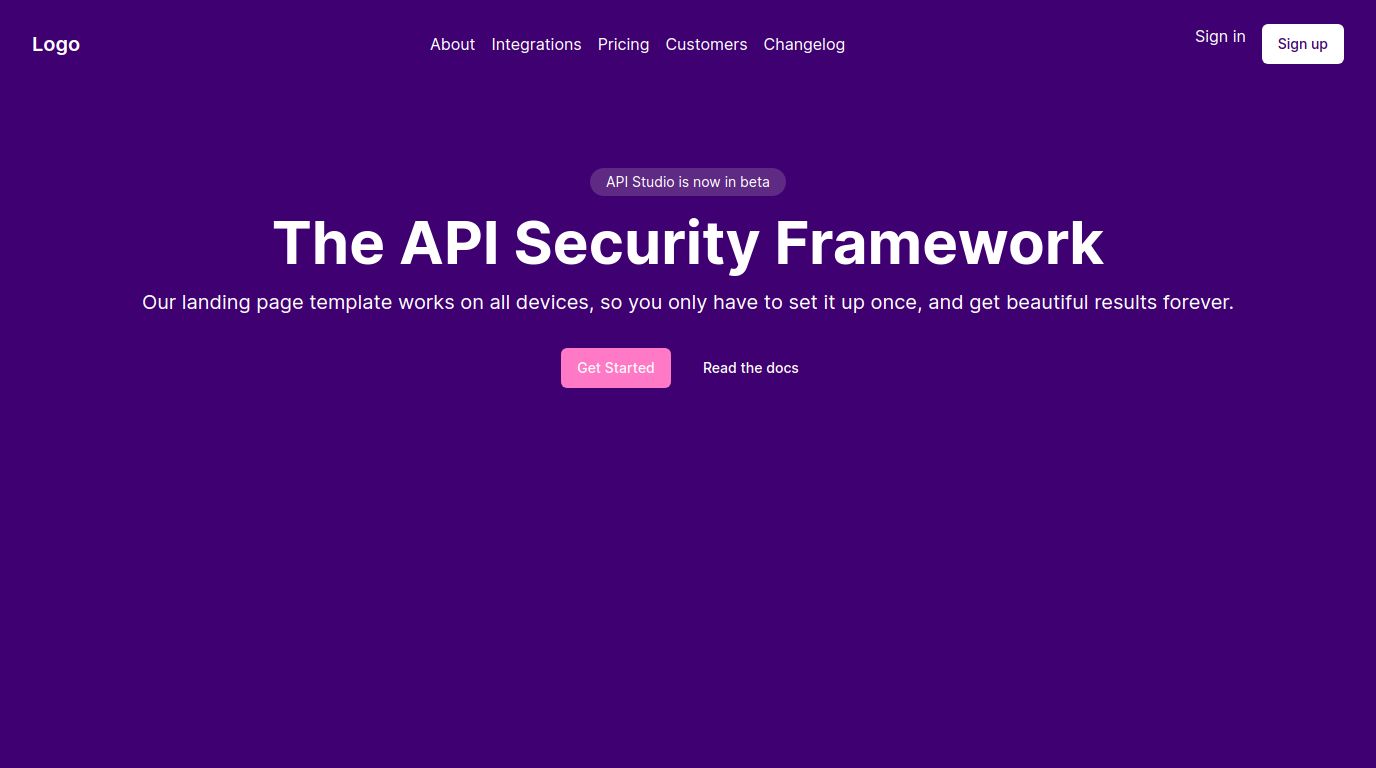 Logo
About Integrations Pricing Customers Changelog
Sign in
Sign up
API Studio is now in beta
The API Security Framework
Our landing page template works on all devices, so you only have to set it up once, and get beautiful results forever.
Get Started
Read the docs